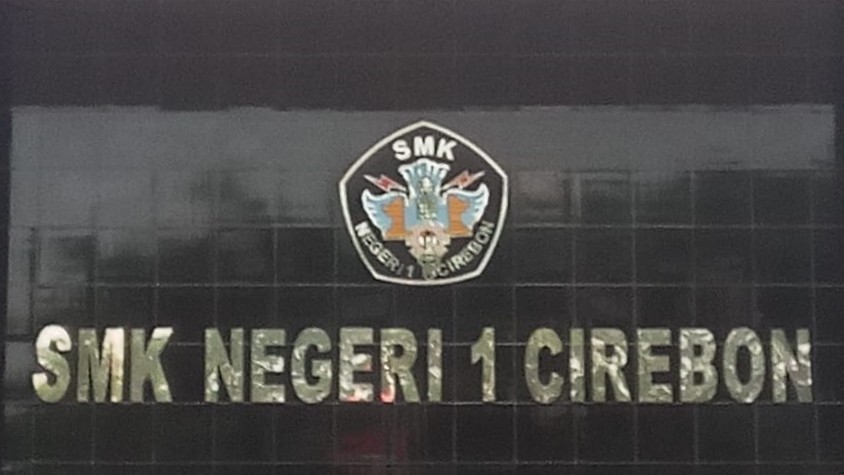 SMK
NEGERI 1 CIREBON
SMK NEGERI 1 CIREBON